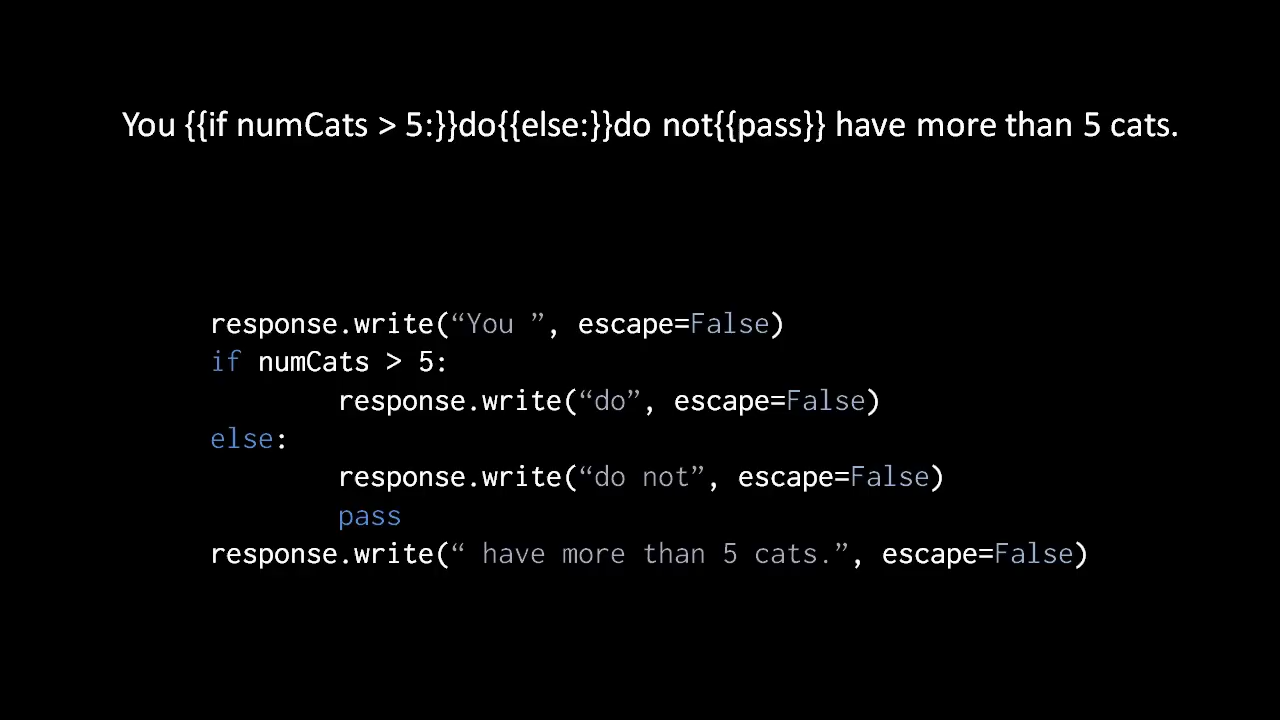 You {{if numCats > 5:}}do{{else:}}do not{{pass}} have more than 5 cats.
response.write(“You ”, escape=False)
if numCats > 5:
response.write(“do”, escape=False)
else:
response.write(“do not”, escape=False)
pass
response.write(“ have more than 5 cats.”, escape=False)